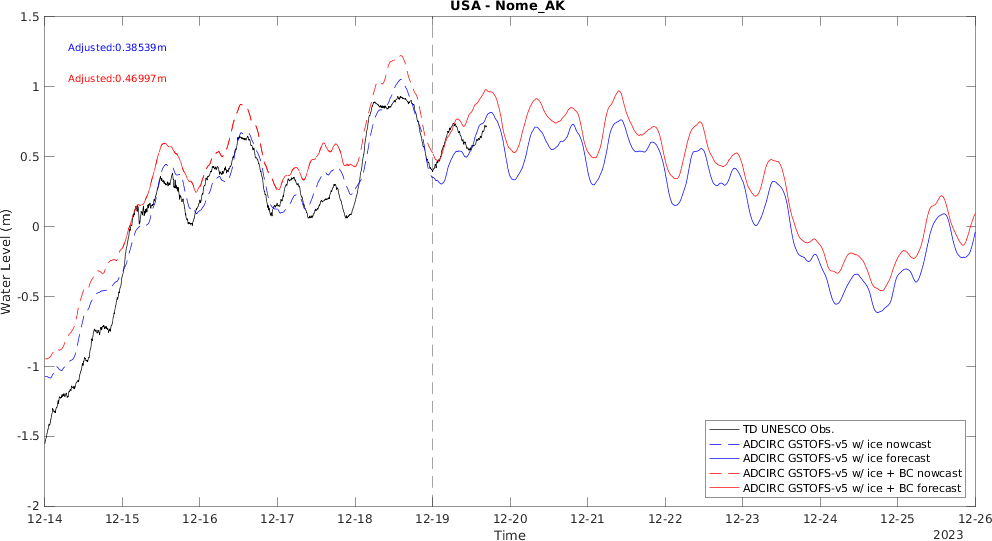 USA - Nome_AK
Adjusted:0.38539m
Adjusted:0.46997m
Water Level (m)
1.5
1
0.5
0
-0.5
-1
-1.5
-2
TD UNESCO Obs.
ADCIRC GSTOFS-v5 w/ ice nowcast
ADCIRC GSTOFS-v5 w/ ice forecast
ADCIRC GSTOFS-v5 w/ ice + BC nowcast
ADCIRC GSTOFS-v5 w/ ice + BC forecast
12-14 12-15 12-16 12-17 12-18 12-19 12-20 12-21 12-22 12-23 12-24 12-25 12-26
Time
2023